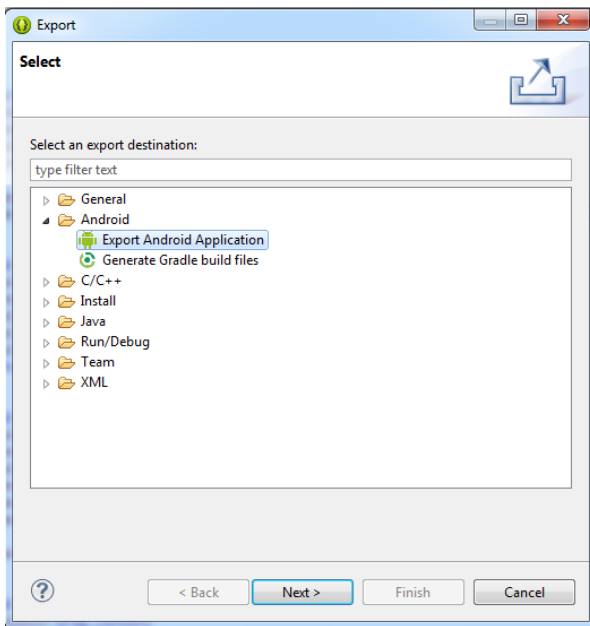 Export
Select
Select an export destination:
type filter text
General
Android
Export Android Application
Generate Gradle build files
C/C++
Install
Java
Run/Debug
Team
XML
?
< Back
Next >
Finish
Cancel